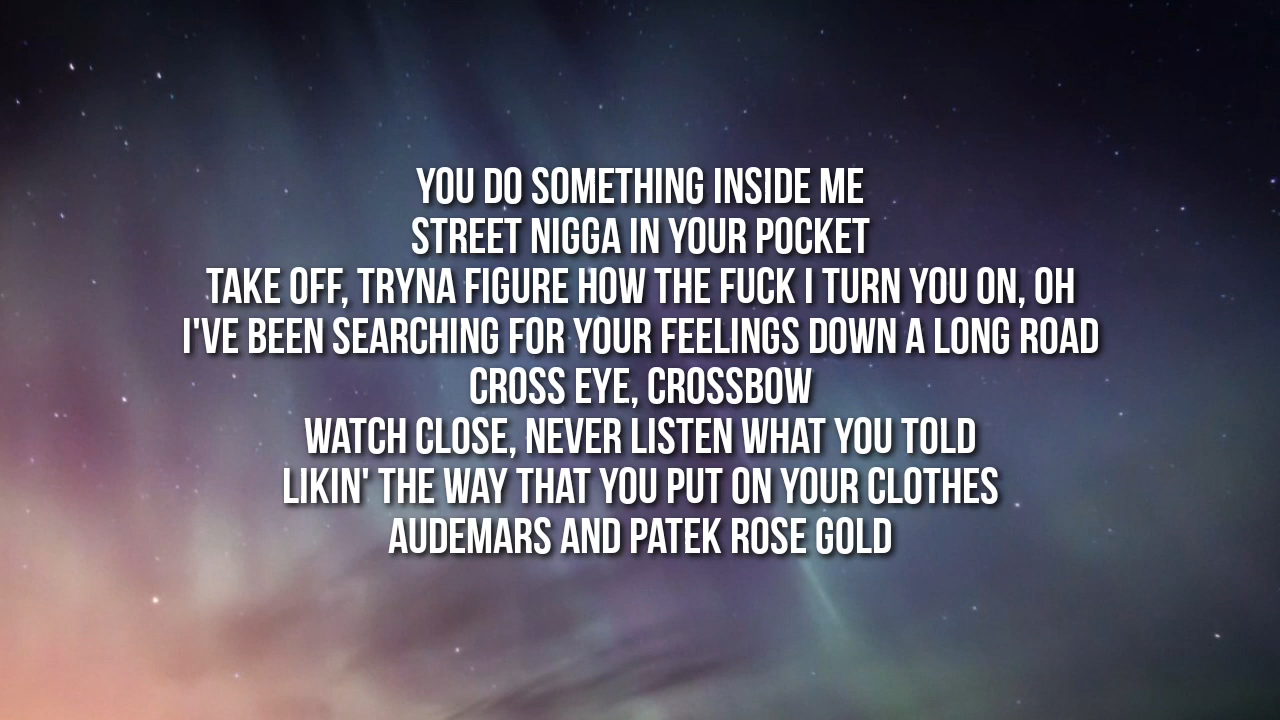 YOU DO SOMETHING INSIDE ME
STREET NIGGA IN YOUR POCKET
TAKE OFF, TRYNA FIGURE HOW THE FUCK I TURN YOU ON, OH
I'VE BEEN SEARCHING FOR YOUR FEELINGS DOWN A LONG ROAD
CROSS EYE, CROSSBOW
WATCH CLOSE, NEVER LISTEN WHAT YOU TOLD
LIKIN' THE WAY THAT YOU PUT ON YOUR CLOTHES
AUDEMARS AND PATEK ROSE GOLD